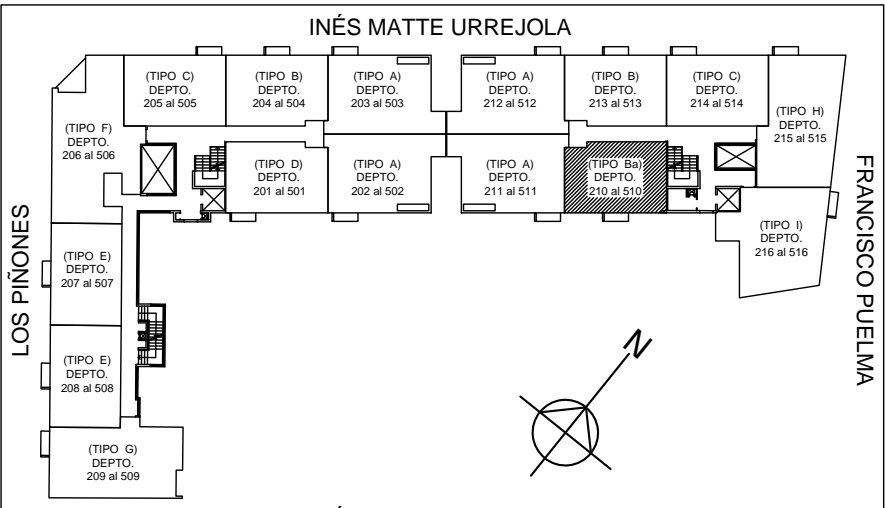 INÉS MATTE URREJOLA
(TIPO C)
DEPTO.
205 al 505
(TIPO B)
DEPTO.
204 al 504
(TIPO A)
DEPTO.
203 al 503
(TIPO A)
DEPTO.
212 al 512
(TIPO B)
DEPTO.
213 al 513
(TIPO C)
DEPTO.
214 al 514
(TIPO H)
DEPTO.
215 al 515
(TIPO F)
DEPTO.
206 al 506
(TIPO D)
DEPTO.
201 al 501
(TIPO A)
DEPTO.
202 al 502
(TIPO A)
DEPTO.
211 al 511
(TIPO Ba)
DEPTO.
210 al 510
(TIPO I)
DEPTO.
216 al 516
FRANCISCO PUELMA
LOS PIÑONES
(TIPO E)
DEPTO.
207 al 507
(TIPO E)
DEPTO.
208 al 508
(TIPO G)
DEPTO.
209 al 509
N